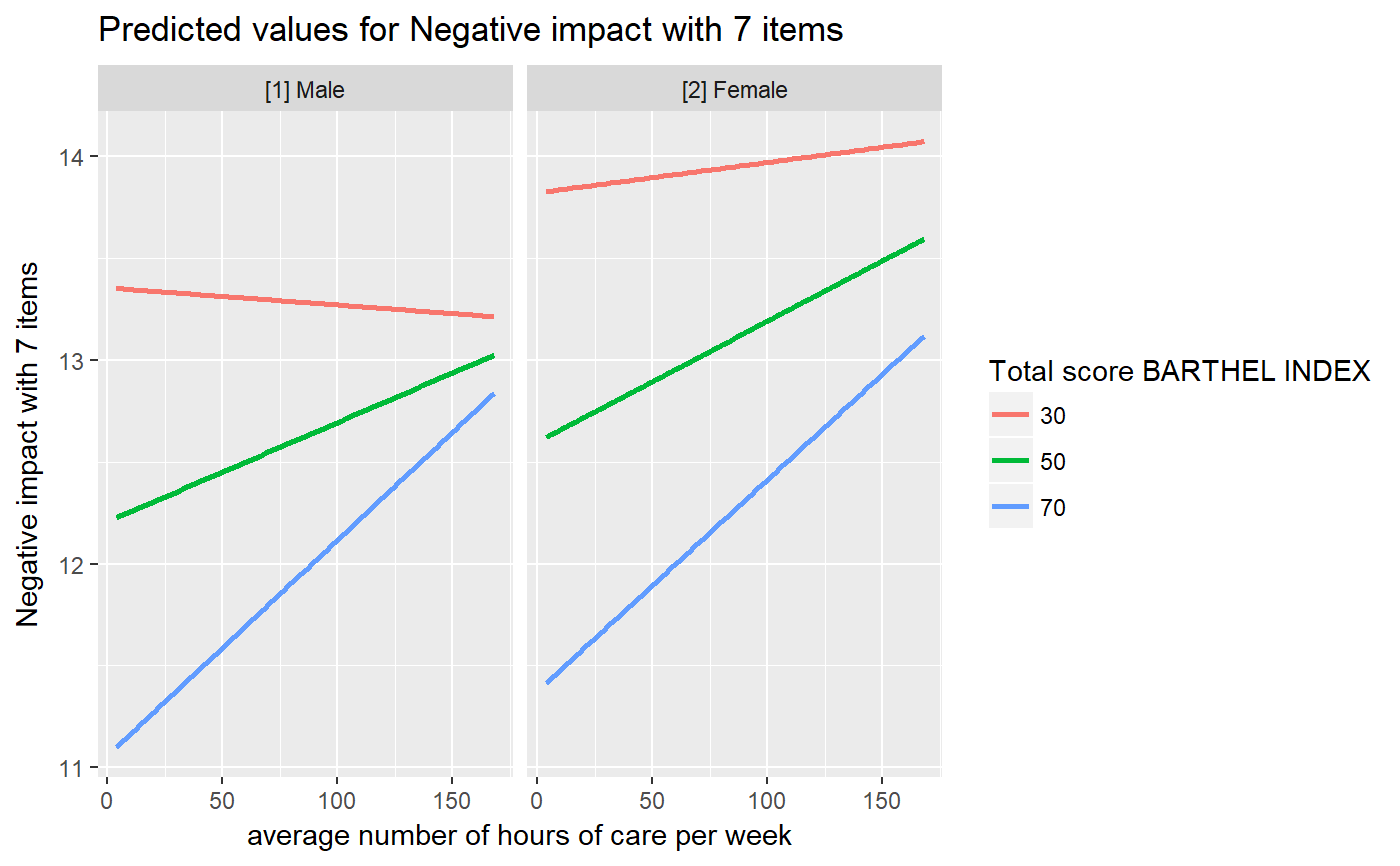 Predicted values for Negative impact with 7 items
[1] Male
[2] Female
Negative impact with 7 items
14
13
12
11
0
50
100
150
0
50
100
150
average number of hours of care per week
Total score BARTHEL INDEX
30
50
70